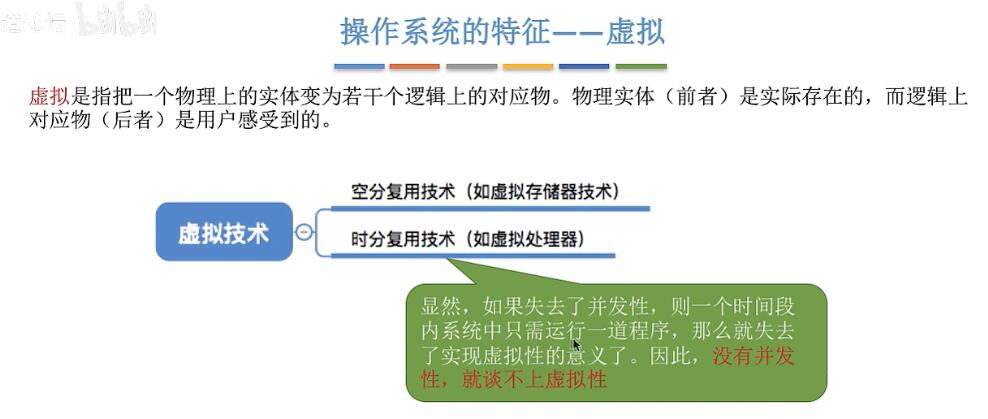 bilibili
操作系统的特征——虚拟
虚拟是指把一个物理上的实体变为若干个逻辑上的对应物。物理实体（前者）是实际存在的，而逻辑上
对应物（后者）是用户感受到的。
空分复用技术（如虚拟存储器技术）
虚拟技术
时分复用技术（如虚拟处理器）
显然，如果失去了并发性，则一个时间段
内系统中只需运行一道程序，那么就失去
了实现虚拟性的意义了。因此，没有并发
性，就谈不上虚拟性